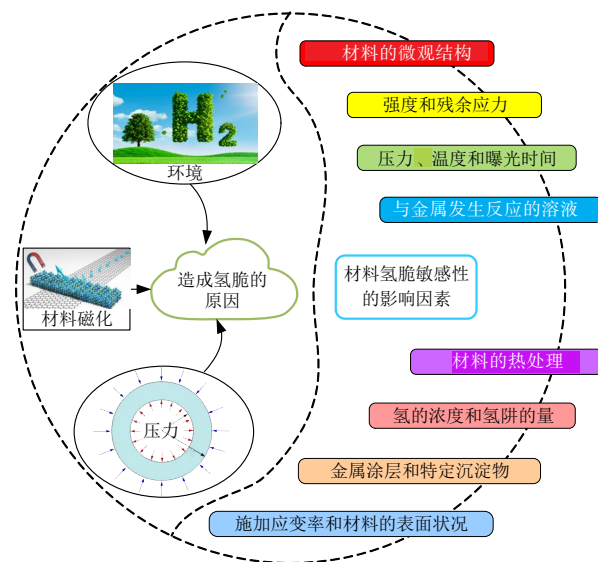 材料的微观结构
强度和残余应力
压力、温度和曝光时间
与金属发生反应的溶液
H2
环境
造成氢脆的
原因
材料磁化
压力
材料氢脆敏感性
的影响因素
材料的热处理
氢的浓度和氢阱的量
金属涂层和特定沉淀物
施加应变率和材料的表面状况